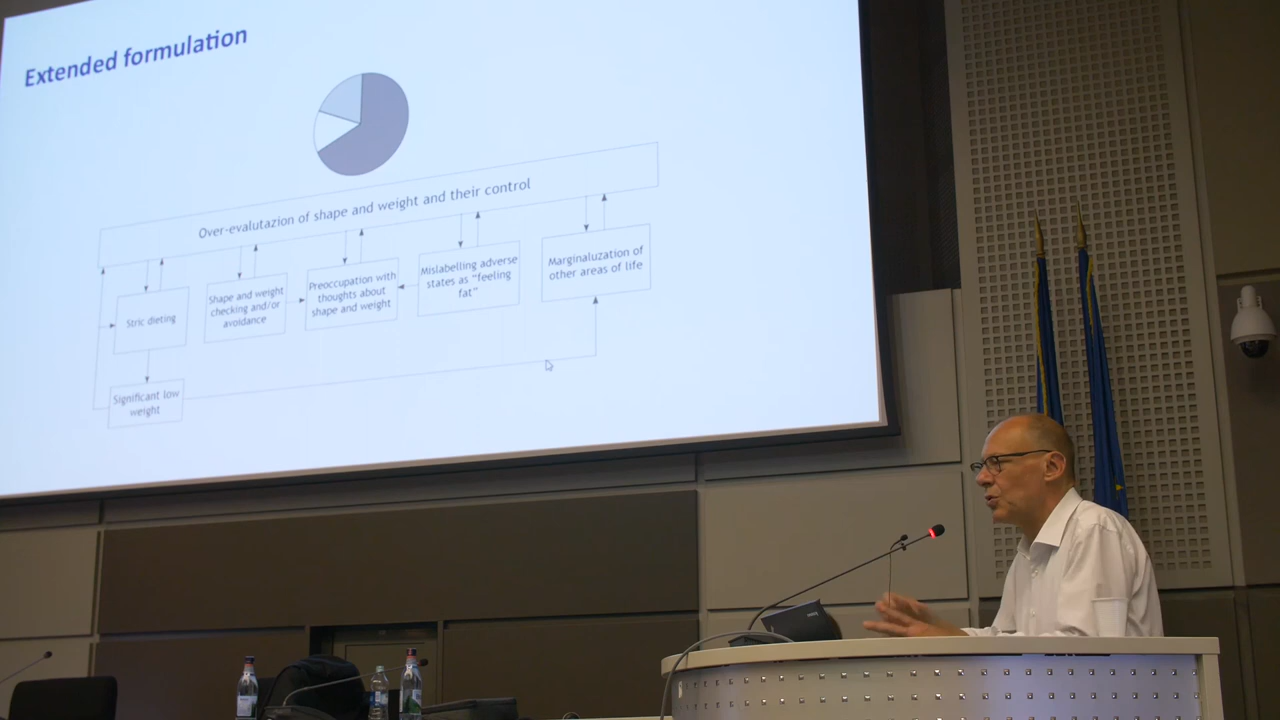 Extended formulation
Over-evalutazion of shape and weight and their control
Stric dieting
Shape and weight
checking and/or
avoidance
Preoccupation with
thoughts about
shape and weight
Mislabelling adverse
states as “feeling
fat”
Marginaluzation of
other areas of life
Significant low
weight